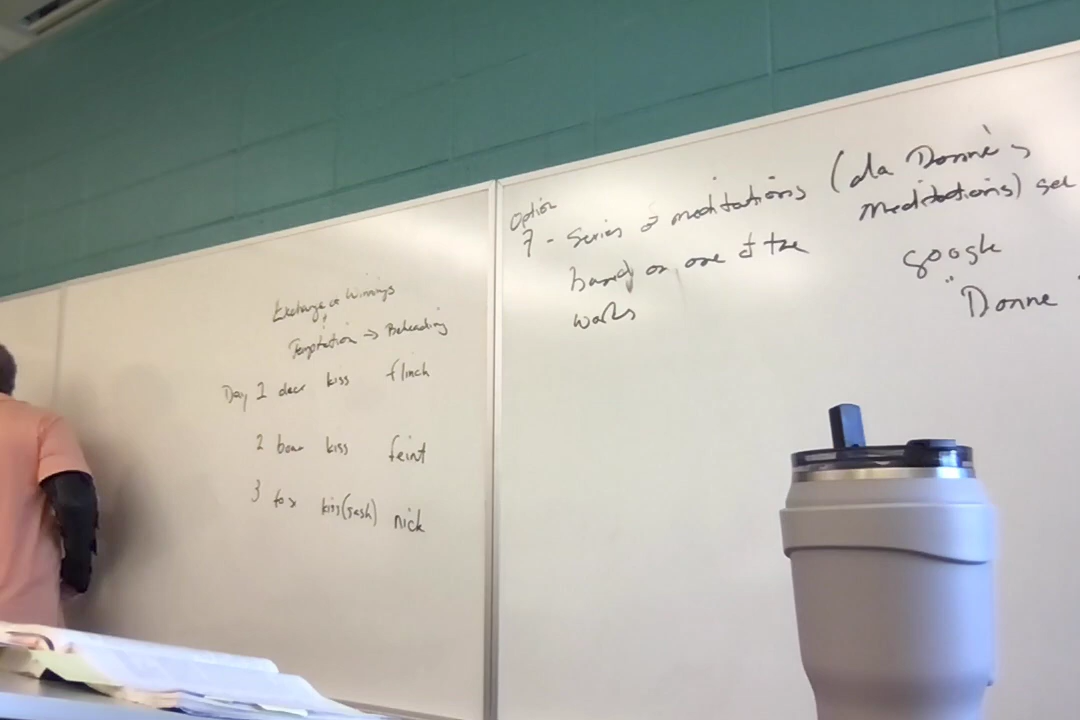 Exchange of Winnings
Temptation → Beheading
Day 1 deer kiss flinch
2 boar kiss feint
3 fox kiss (sash) nick
Option
7 - Series of meditations (ala Donne's
meditations) see
based on one of the
works
google
"Donne